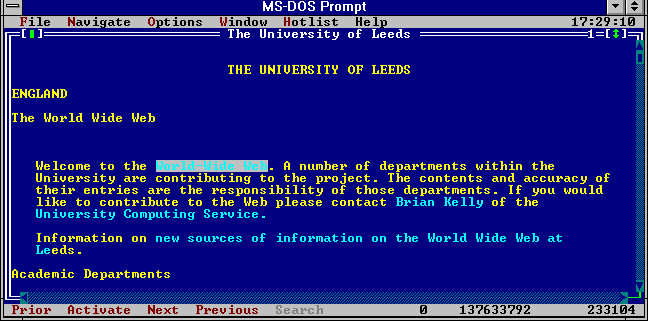 MS-DOS Prompt
File Navigate Options Window Hotlist Help 17:29:10
The University of Leeds 1
THE UNIVERSITY OF LEEDS
ENGLAND
The World Wide Web
Welcome to the World-Wide Web. A number of departments within the
University are contributing to the project. The contents and accuracy of
their entries are the responsibility of those departments. If you would
like to contribute to the Web please contact Brian Kelly of the
University Computing Service.
Information on new sources of information on the World Wide Web at
Leeds.
Academic Departments
Prior Activate Next Previous Search 0 137633792 233104